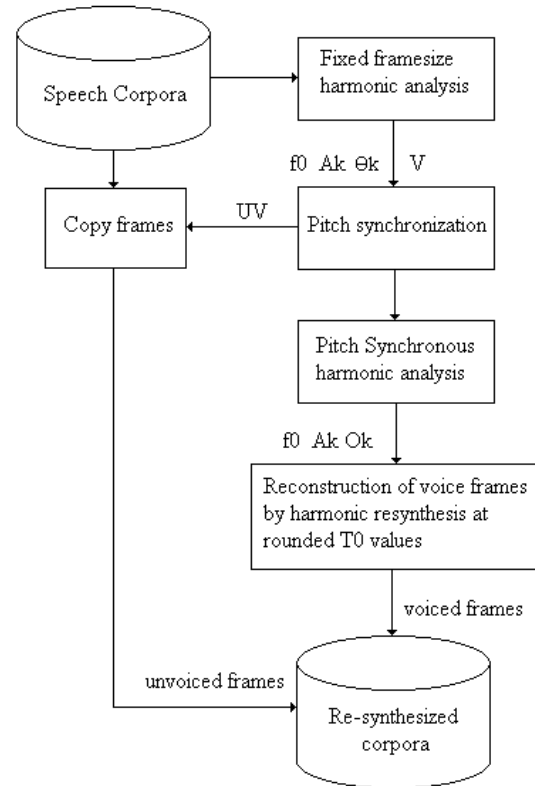 Speech Corpora
Fixed framesize
harmonic analysis
f0 Ak Θk V
Copy frames
UV
Pitch synchronization
Pitch Synchronous
harmonic analysis
f0 Ak Ok
Reconstruction of voice frames
by harmonic resynthesis at
rounded T0 values
voiced frames
unvoiced frames
Re-synthesized
corpora